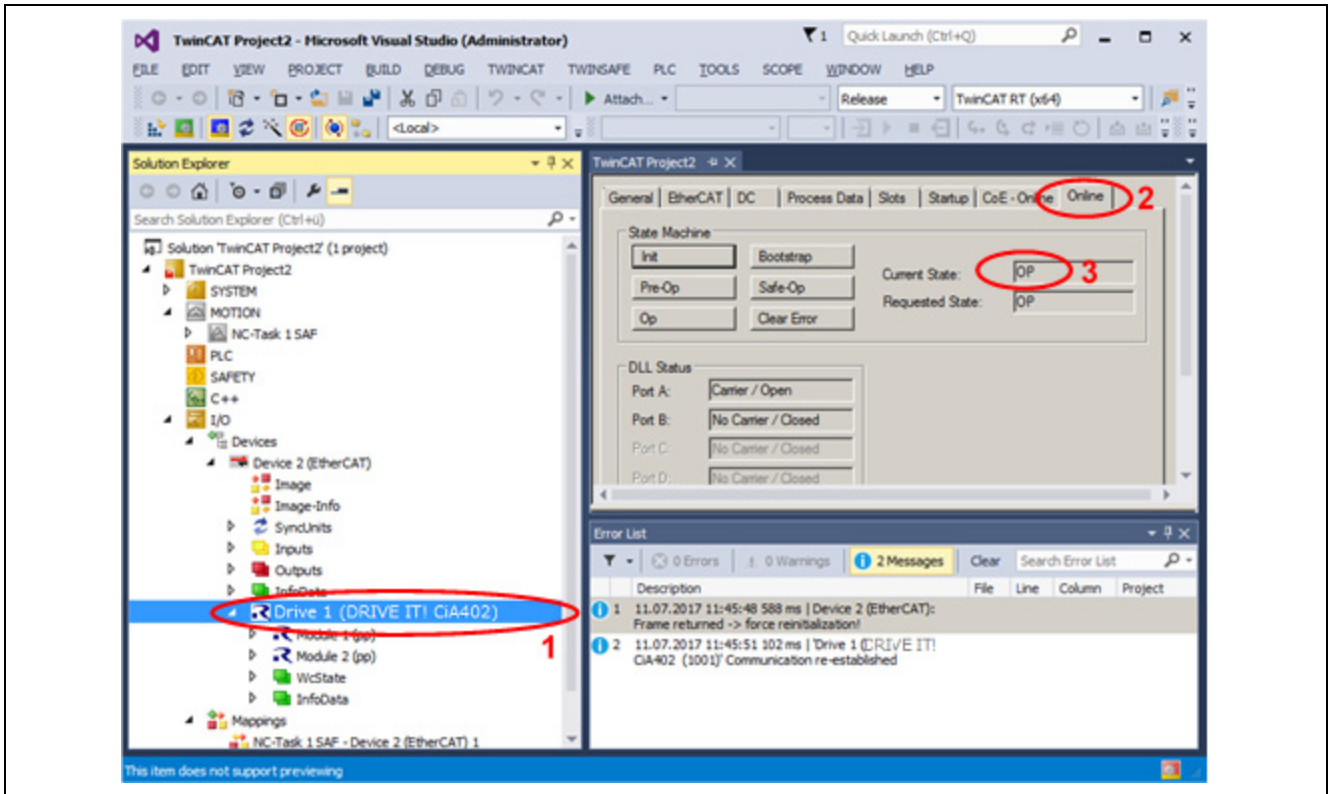 TwinCAT Project2 - Microsoft Visual Studio (Administrator)
1
Quick Launch (Ctrl+Q)
FILE EDIT VIEW PROJECT BUILD DEBUG TWINCAT TWINSAFE PLC TOOLS SCOPE WINDOW HELP
Attach...
Release
TwinCAT RT (x64)
<Local>
Solution Explorer
Search Solution Explorer (Ctrl+ü)
Solution 'TwinCAT Project2' (1 project)
TwinCAT Project2
SYSTEM
MOTION
NC-Task 1 SAF
PLC
SAFETY
C++
I/O
Devices
Device 2 (EtherCAT)
Image
Image-Info
SyncUnits
Inputs
Outputs
InfoData
Drive 1 (DRIVE IT! CiA402)
1
Module 1 (pp)
Module 2 (pp)
WcState
InfoData
Mappings
NC-Task 1 SAF - Device 2 (EtherCAT) 1
TwinCAT Project2
General EtherCAT DC Process Data Slots Startup CoE - Online Online
2
State Machine
Init Bootstrap
Pre-Op Safe-Op
Op Clear Error
Current State: OP
3
Requested State: OP
DLL Status
Port A: Carrier / Open
Port B: No Carrier / Closed
Port C: No Carrier / Closed
Port D: No Carrier / Closed
Error List
0 Errors 0 Warnings 2 Messages Clear Search Error List
Description File Line Column Project
1 11.07.2017 11:45:48 588 ms | Device 2 (EtherCAT):
Frame returned -> force reinitialization!
2 11.07.2017 11:45:51 102 ms | 'Drive 1 (DRIVE IT!
CiA402 (1001)' Communication re-established
This item does not support previewing